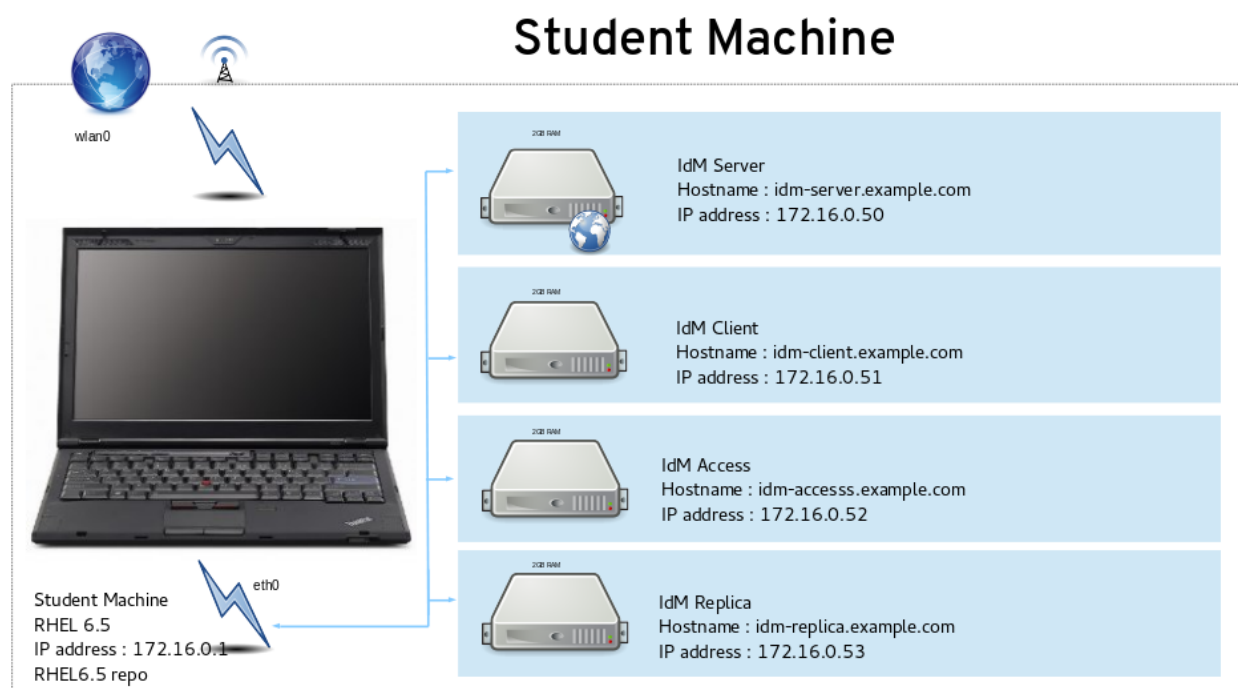 Student Machine
wlan0
2GB RAM
IdM Server
Hostname : idm-server.example.com
IP address : 172.16.0.50
2GB RAM
IdM Client
Hostname : idm-client.example.com
IP address : 172.16.0.51
2GB RAM
IdM Access
Hostname : idm-accesss.example.com
IP address : 172.16.0.52
2GB RAM
IdM Replica
Hostname : idm-replica.example.com
IP address : 172.16.0.53
eth0
Student Machine
RHEL 6.5
IP address : 172.16.0.1
RHEL6.5 repo